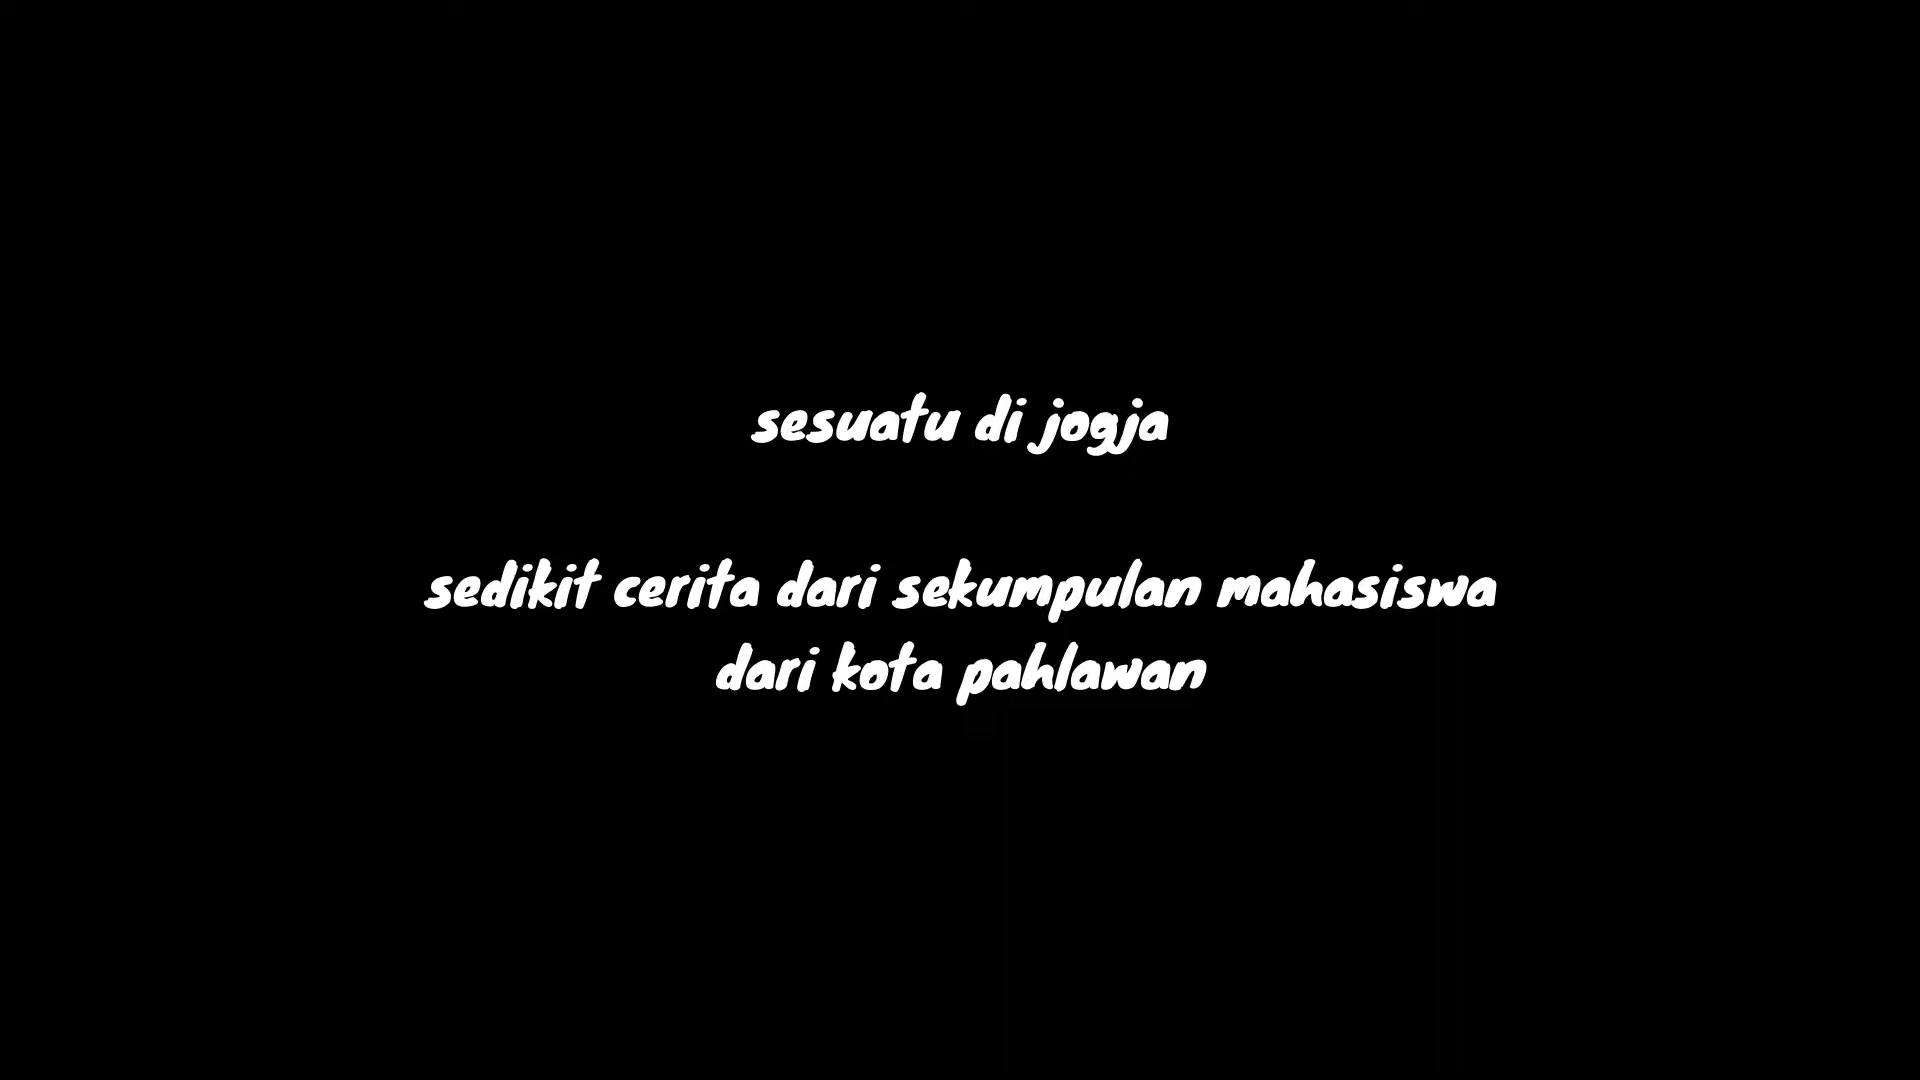 sesuatu di jogja
sedikit cerita dari sekumpulan mahasiswa
dari kota pahlawan